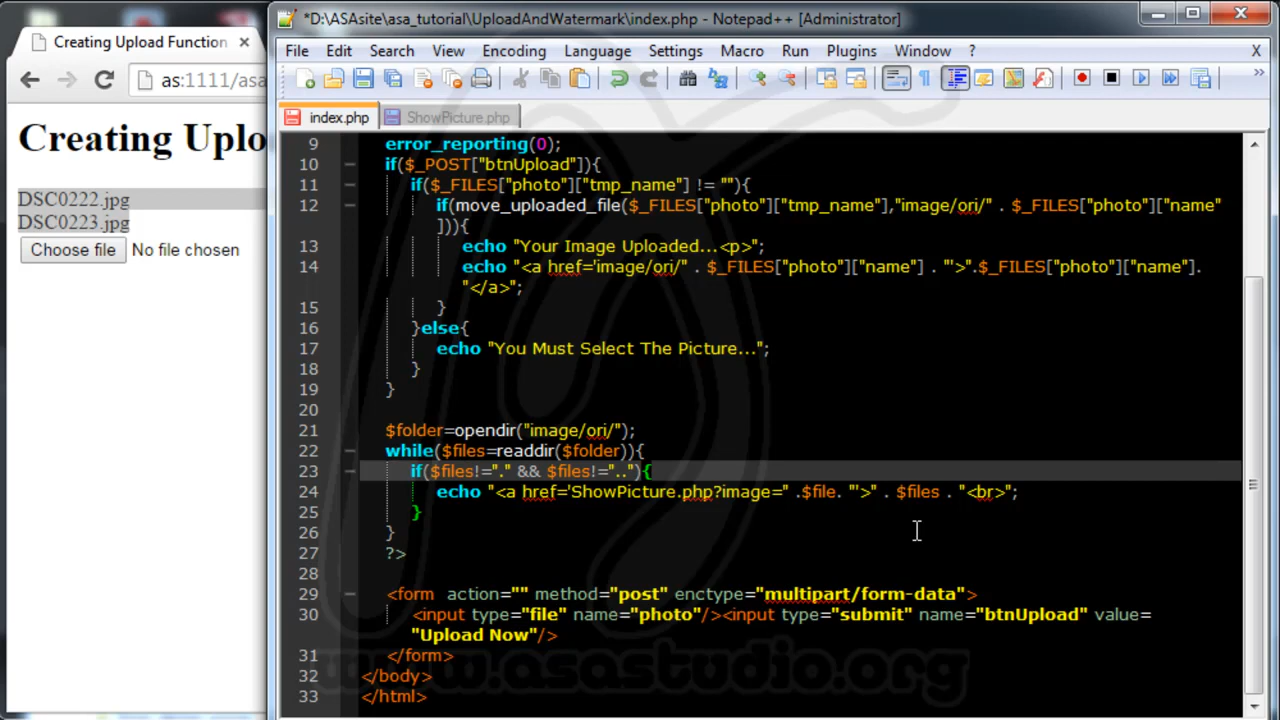 *D:\ASAsite\asa_tutorial\UploadAndWatermark\index.php - Notepad++ [Administrator]
Creating Upload Function
File Edit Search View Encoding Language Settings Macro Run Plugins Window ? X
as:1111/asa
index.php
ShowPicture.php
Creating Uplo
DSC0222.jpg
DSC0223.jpg
Choose file No file chosen
9 error_reporting(0);
10 if($_POST["btnUpload"]){
11 if($_FILES["photo"]["tmp_name"] != ""){
12 if(move_uploaded_file($_FILES["photo"]["tmp_name"],"image/ori/" . $_FILES["photo"]["name"
])){
13 echo "Your Image Uploaded...<p>";
14 echo "<a href='image/ori/" . $_FILES["photo"]["name"] . "'>".$_FILES["photo"]["name"].
"</a>";
15 }
16 }else{
17 echo "You Must Select The Picture...";
18 }
19 }
20
21 $folder=opendir("image/ori/");
22 while($files=readdir($folder)){
23 if($files!="." && $files!=".."){
24 echo "<a href='ShowPicture.php?image=" .$file. "'>" . $files . "<br>";
25 }
26 }
27 ?>
28
29 <form action="" method="post" enctype="multipart/form-data">
30 <input type="file" name="photo"/><input type="submit" name="btnUpload" value=
"Upload Now"/>
31 </form>
32 </body>
33 </html>
www.asastudio.org